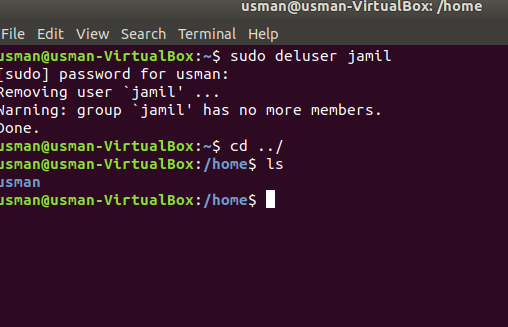 usman@usman-VirtualBox: /home
File Edit View Search Terminal Help
usman@usman-VirtualBox:~$ sudo deluser jamil
[sudo] password for usman:
Removing user `jamil' ...
Warning: group `jamil' has no more members.
Done.
usman@usman-VirtualBox:~$ cd ../
usman@usman-VirtualBox:/home$ ls
usman
usman@usman-VirtualBox:/home$